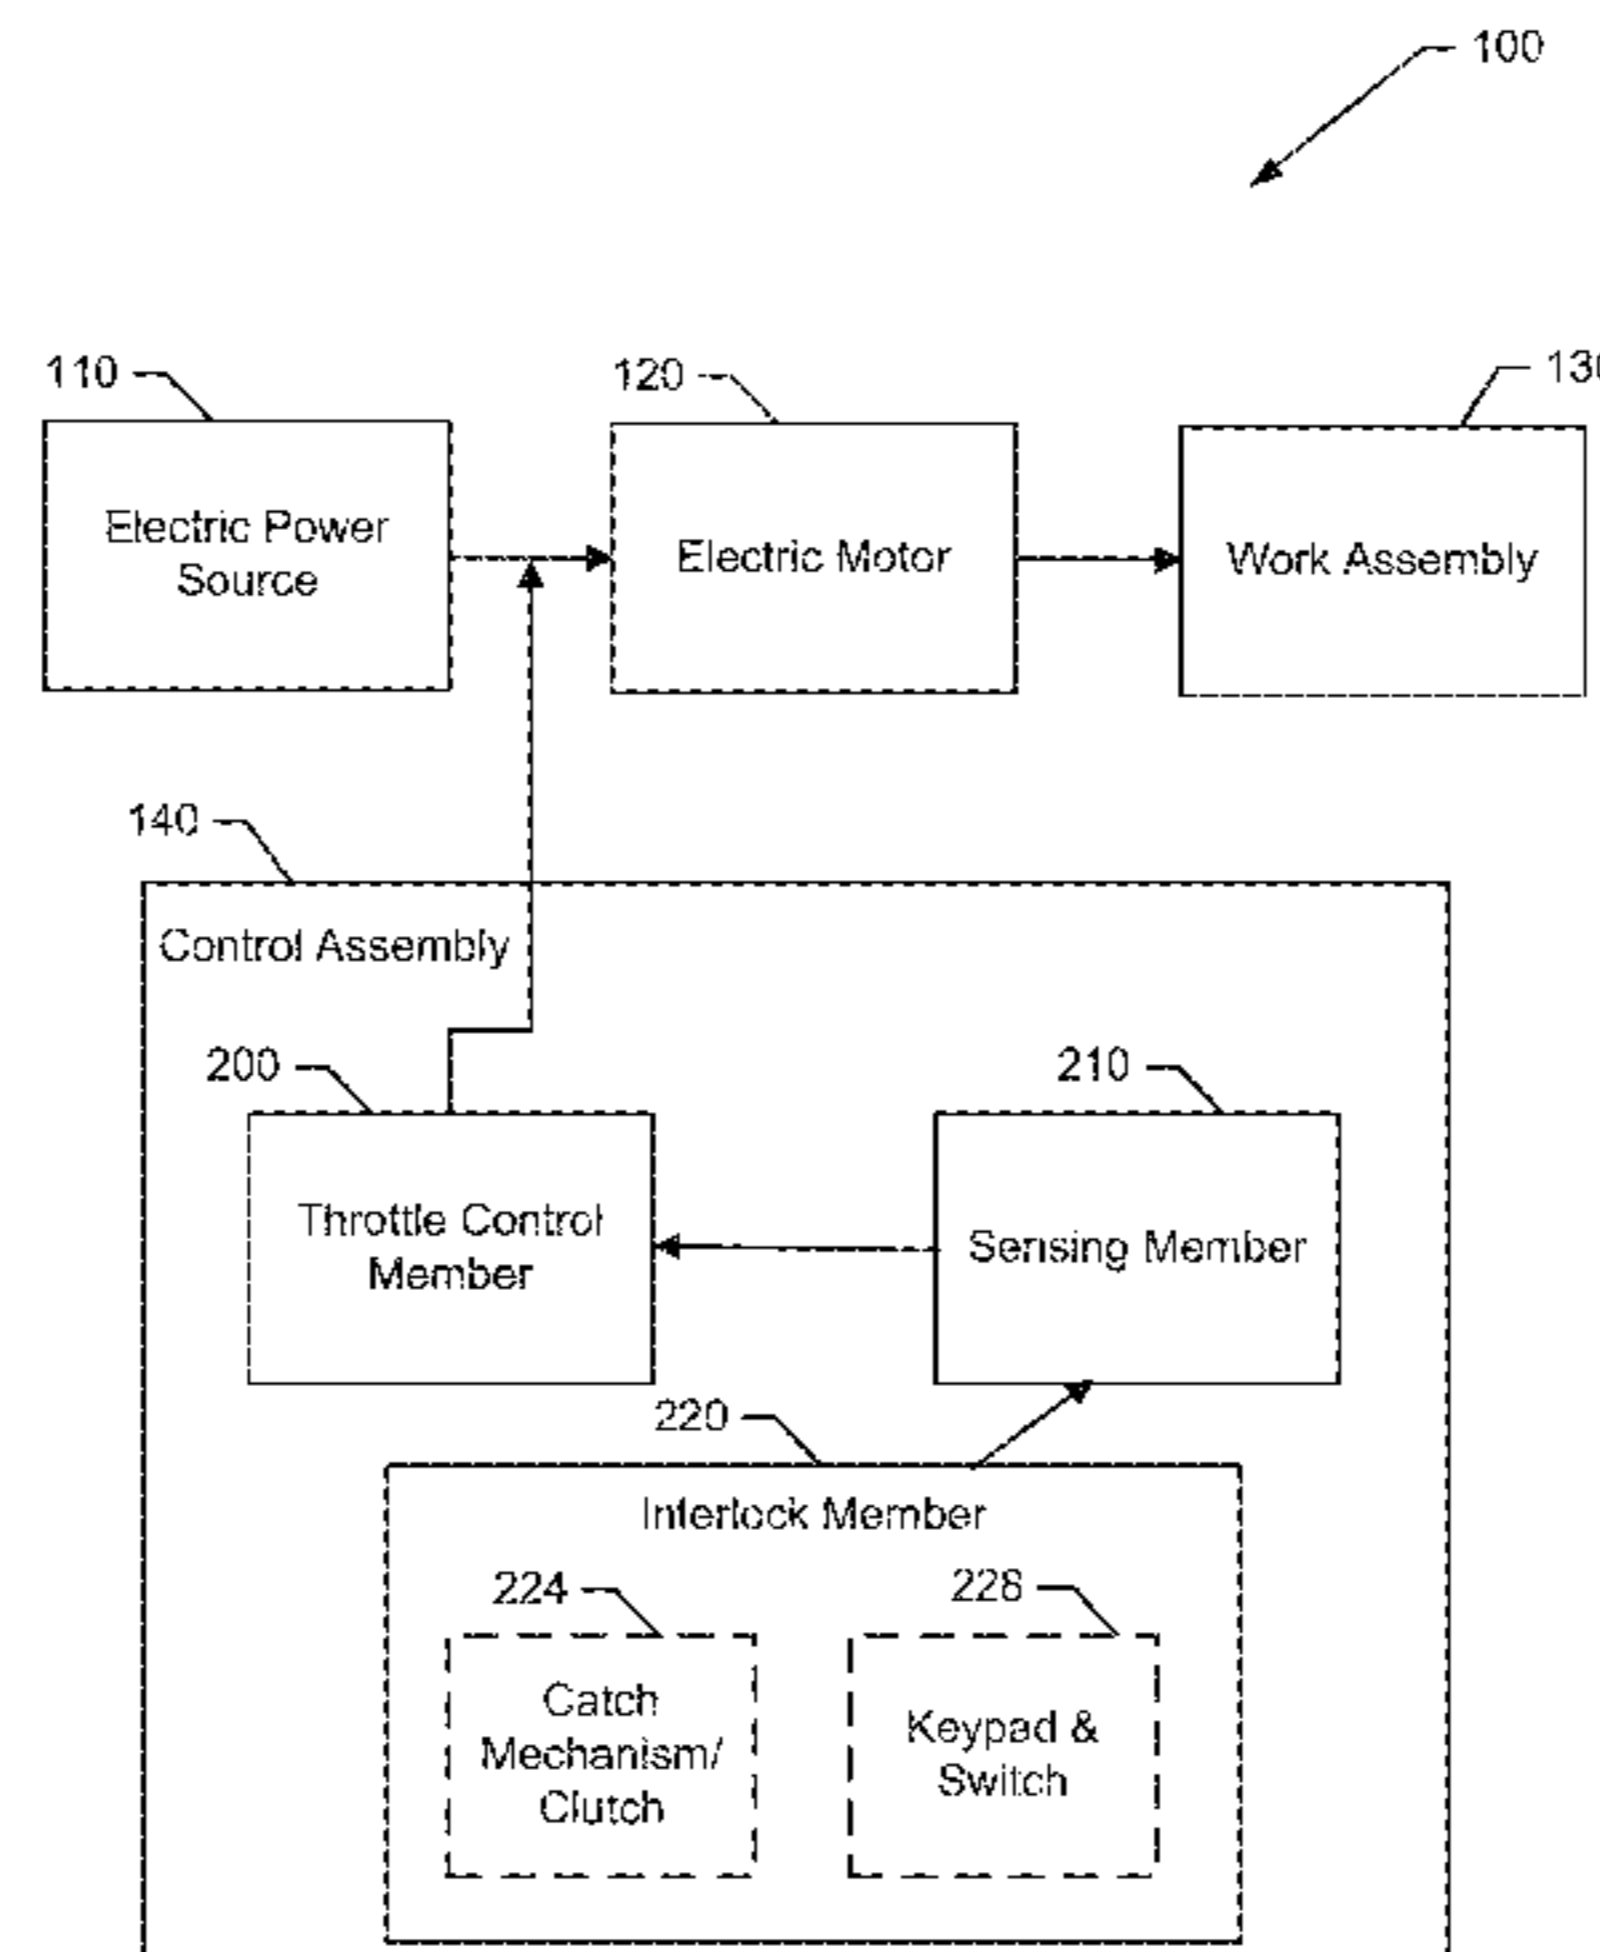 100
110
120
130
Electric Power
Source
Electric Motor
Work Assembly
140
Control Assembly
200
210
Throttle Control
Member
Sensing Member
220
Interlock Member
224
228
Catch
Mechanism/
Clutch
Keypad &
Switch